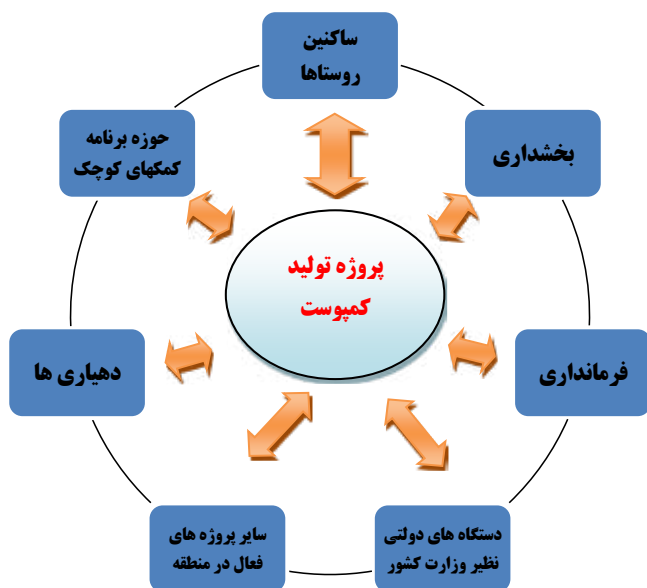 ساکنین
روستاها
بخشداری
حوزه برنامه
کمکهای کوچک
پروژه تولید
کمپوست
فرمانداری
دهیاری ها
دستگاه های دولتی
نظیر وزارت کشور
سایر پروژه های
فعال در منطقه